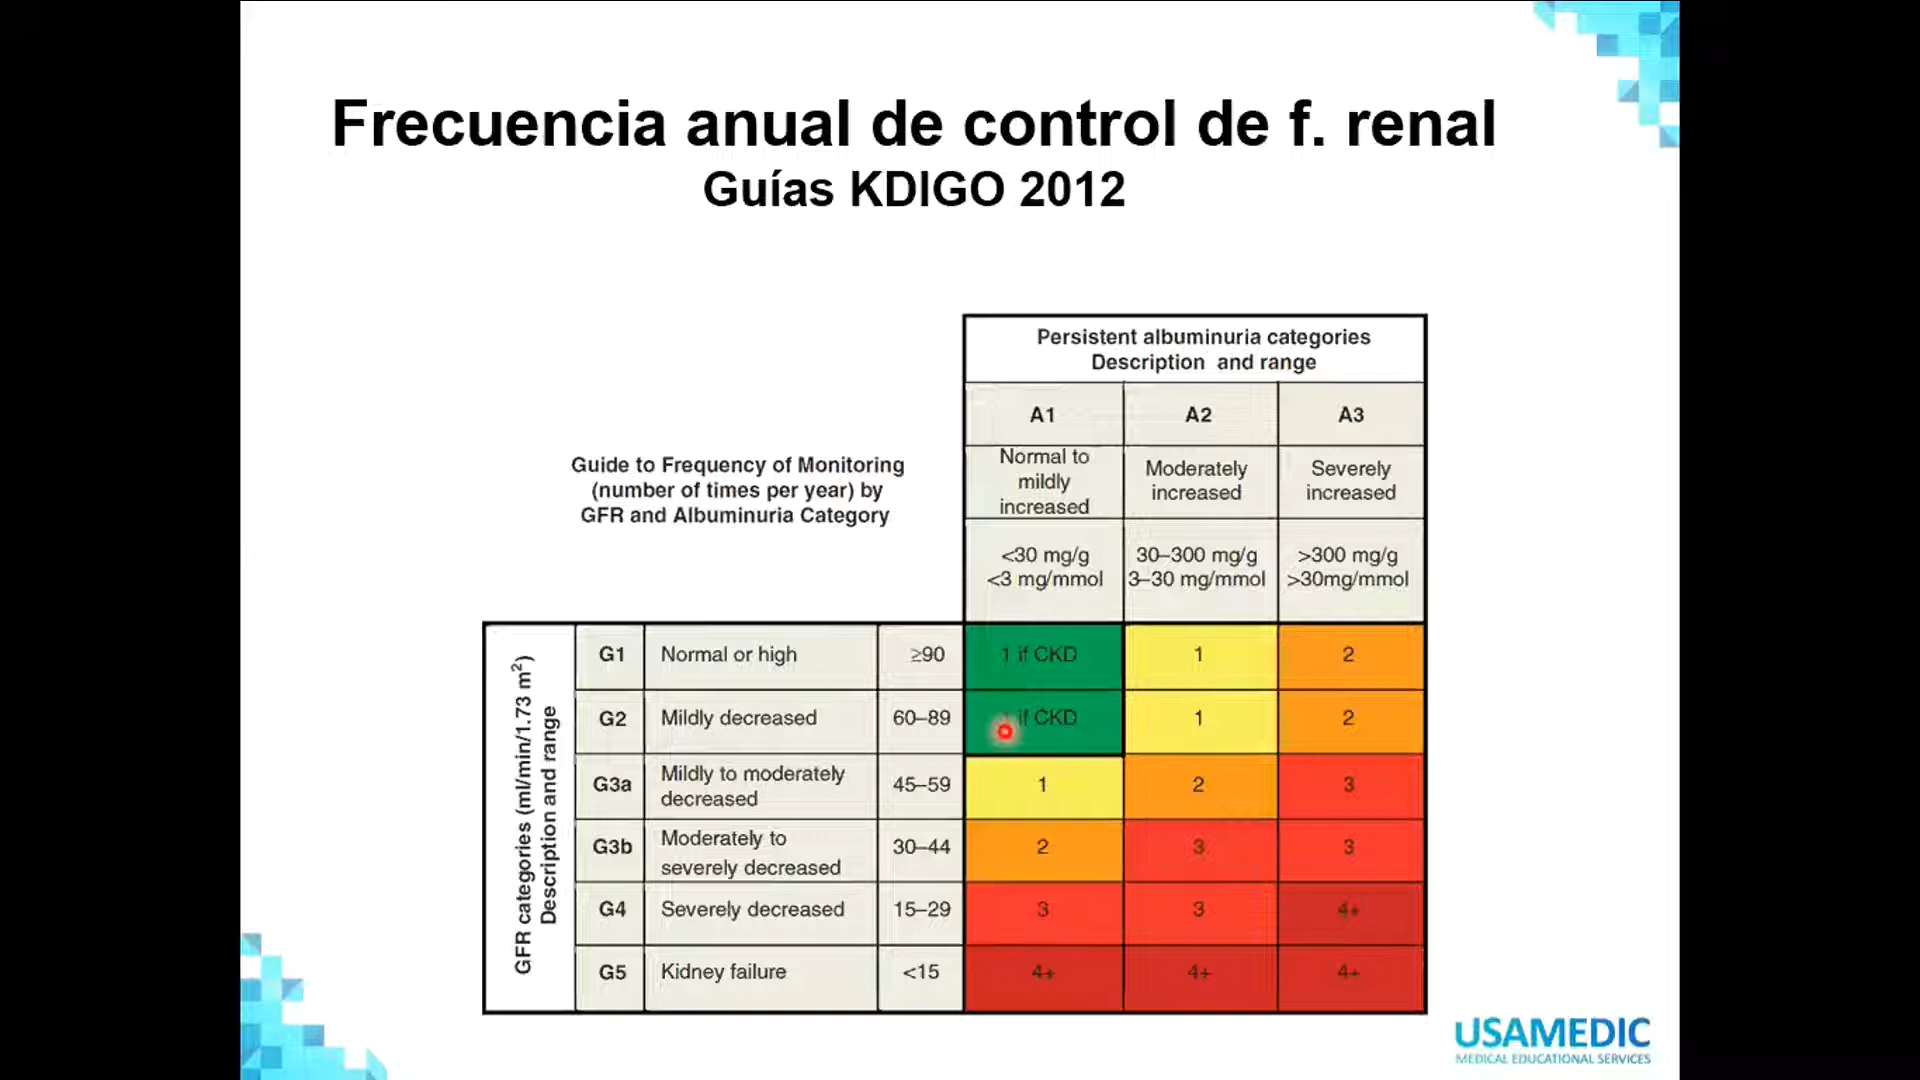 Frecuencia anual de control de f. renal
Guías KDIGO 2012
Persistent albuminuria categories
Description and range
A1 A2 A3
Guide to Frequency of Monitoring
(number of times per year) by
GFR and Albuminuria Category
Normal to
mildly
increased
Moderately
increased
Severely
increased
<30 mg/g
<3 mg/mmol
30–300 mg/g
3–30 mg/mmol
>300 mg/g
>30mg/mmol
GFR categories (ml/min/1.73 m²)
Description and range
G1 Normal or high ≥90 1 if CKD 1 2
G2 Mildly decreased 60–89 if CKD 1 2
G3a Mildly to moderately
decreased 45–59 1 2 3
G3b Moderately to
severely decreased 30–44 2 3 3
G4 Severely decreased 15–29 3 3 4+
G5 Kidney failure <15 4+ 4+ 4+
USAMEDIC
MEDICAL EDUCATIONAL SERVICES